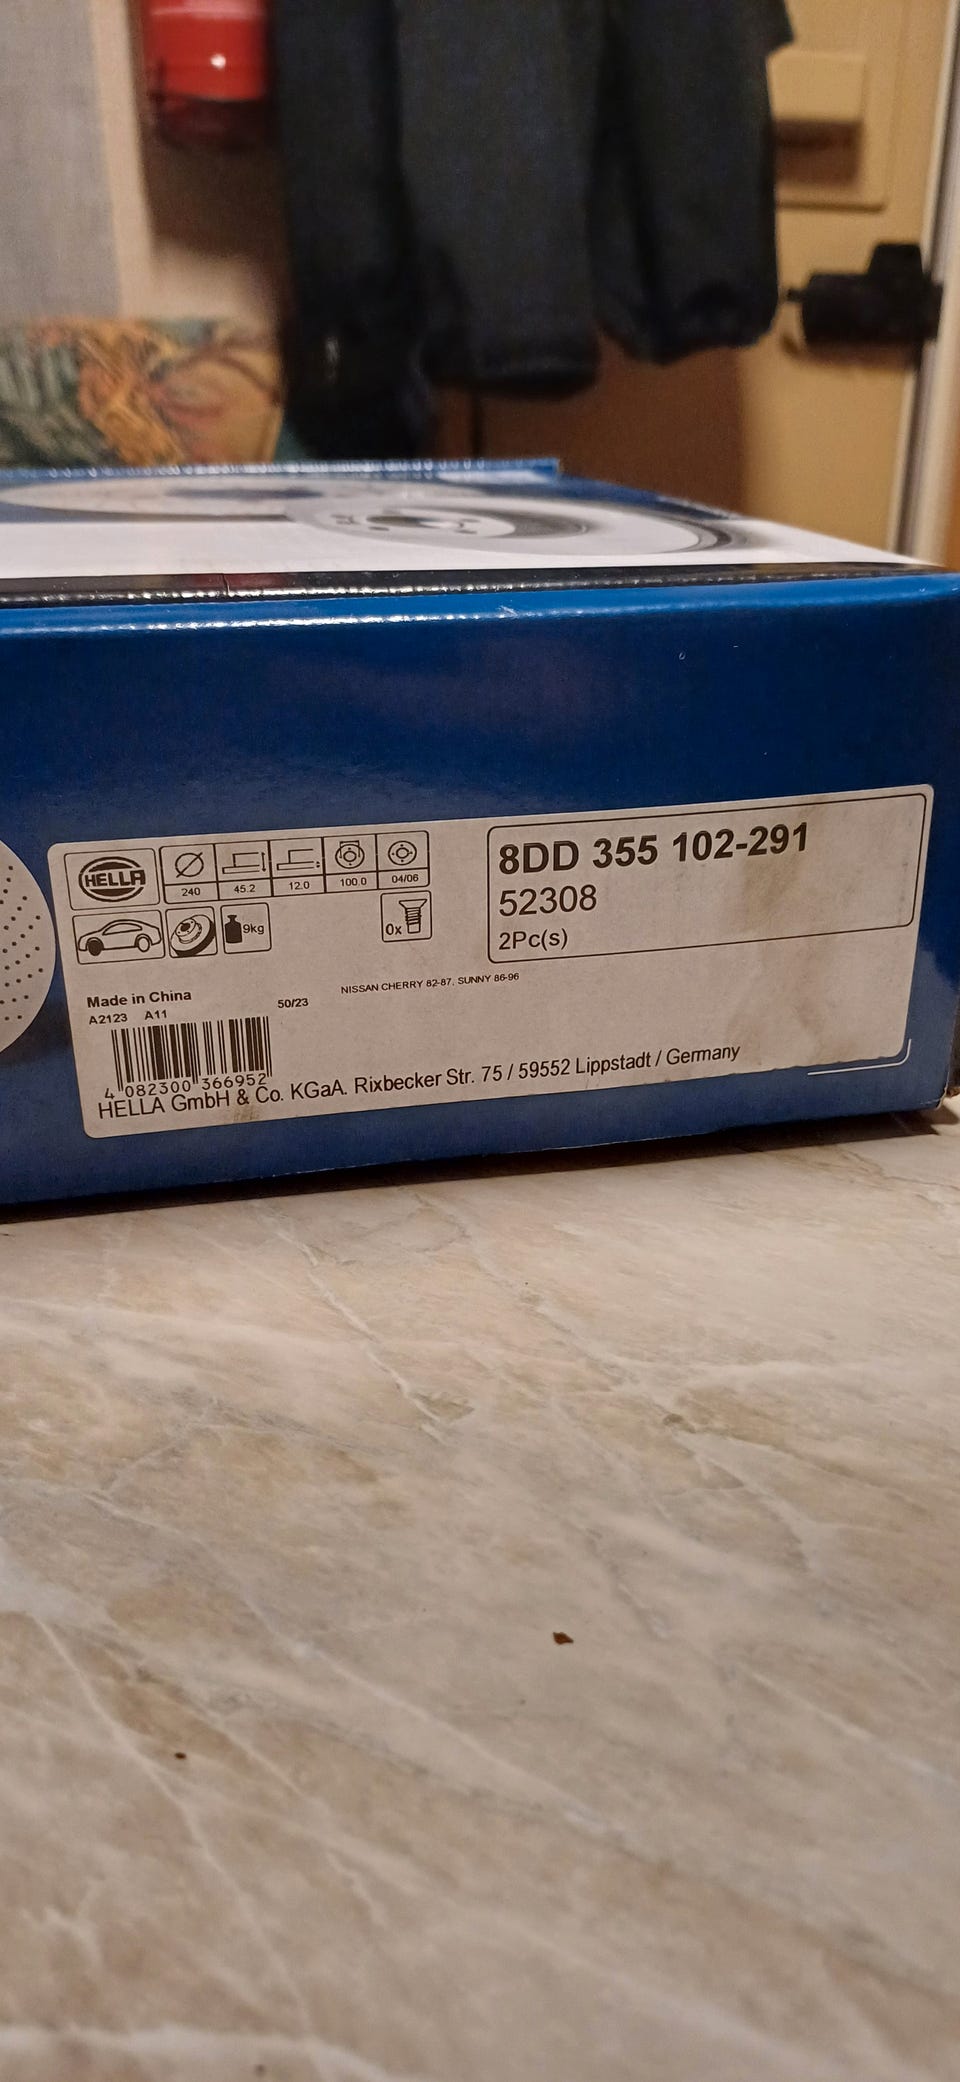 HELLA
240 45.2 12.0 100.0 04/06
9kg
0x
8DD 355 102-291
52308
2Pc(s)
NISSAN CHERRY 82-87, SUNNY 86-96
Made in China
50/23
A2123 A11
4 082300 366952
HELLA GmbH & Co. KGaA. Rixbecker Str. 75 / 59552 Lippstadt / Germany